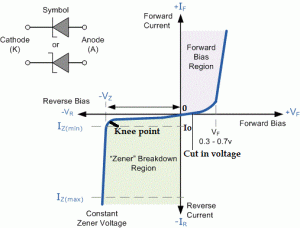 Symbol
Cathode
(K)
or
Anode
(A)
+IF
Forward
Current
Forward
Bias
Region
-VZ
Reverse Bias
-VR
0
+VF
Forward Bias
IZ(min)
Knee point
Io
VF
0.3 - 0.7v
Cut in voltage
"Zener" Breakdown
Region
IZ(max)
Constant
Zener Voltage
Reverse
Current
-IR